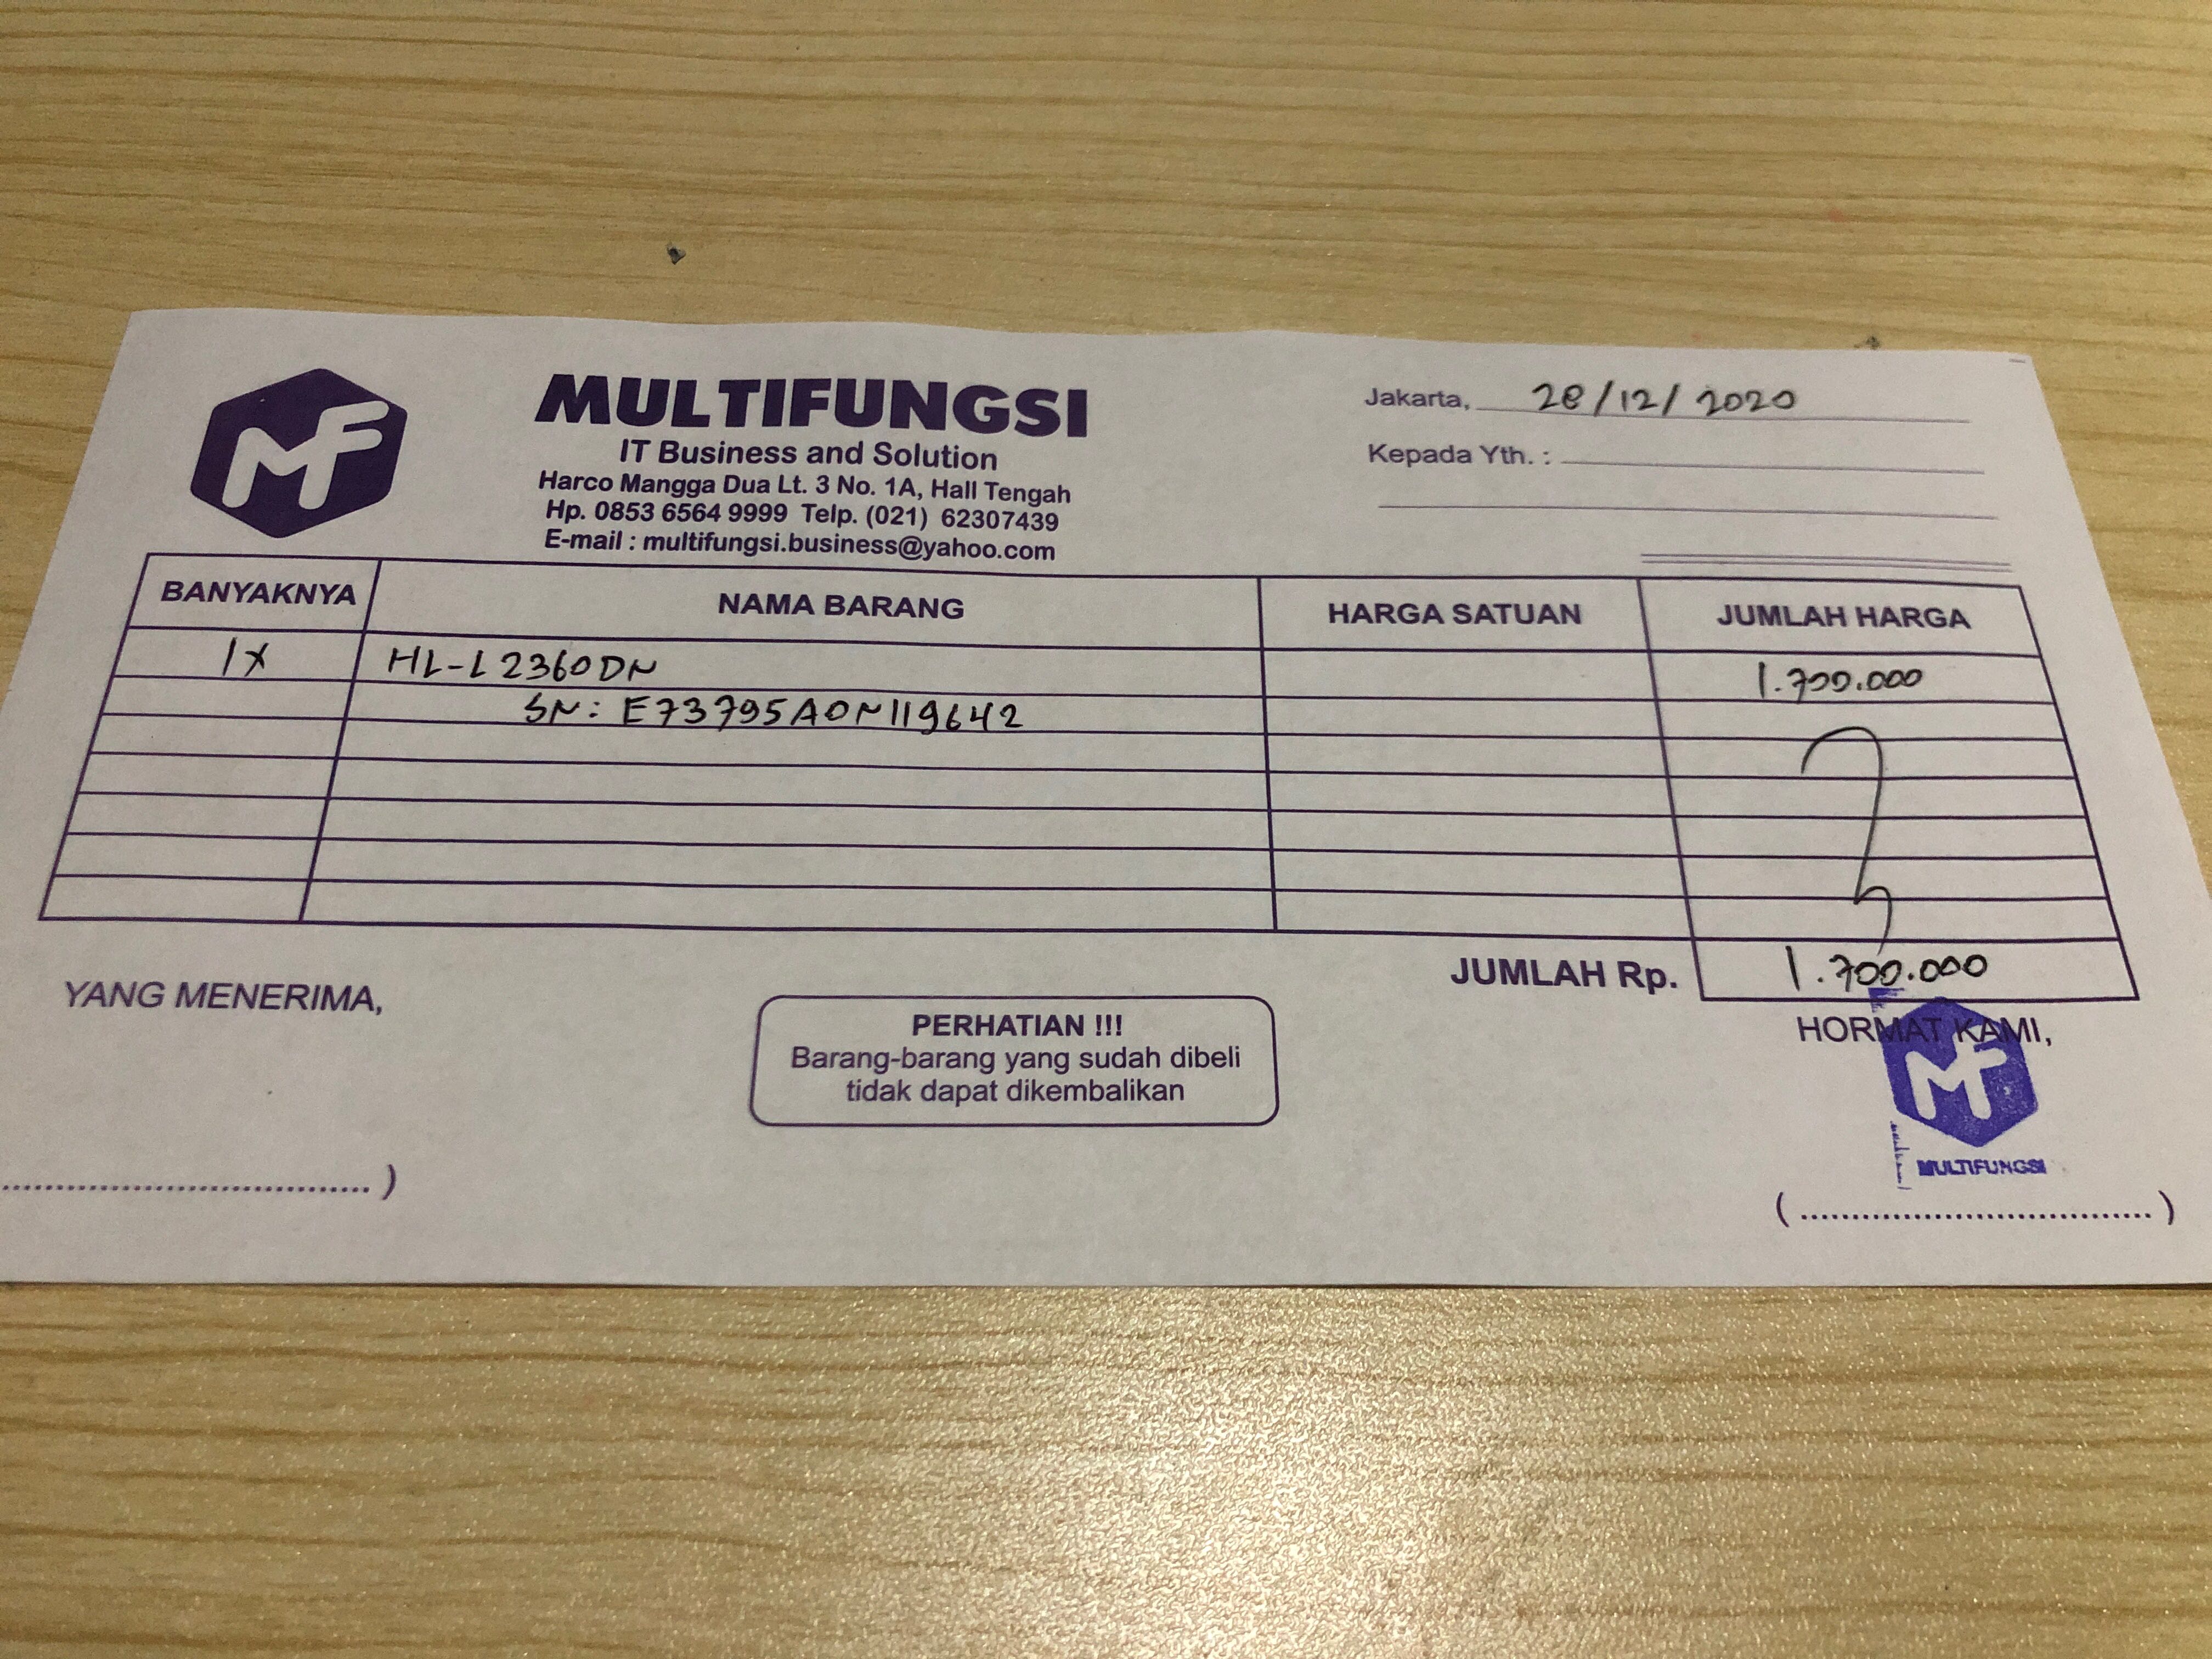 MF
MULTIFUNGSI
IT Business and Solution
Harco Mangga Dua Lt. 3 No. 1A, Hall Tengah
Hp. 0853 6564 9999 Telp. (021) 62307439
E-mail : multifungsi.business@yahoo.com
Jakarta, 28/12/2020
Kepada Yth. :
BANYAKNYA NAMA BARANG HARGA SATUAN JUMLAH HARGA
1X HL-L2360DN 1.700.000
SN: E73795A0N119642
JUMLAH Rp. 1.700.000
YANG MENERIMA,
PERHATIAN !!!
Barang-barang yang sudah dibeli
tidak dapat dikembalikan
HORMAT KAMI,
MF
MULTIFUNGSI
................................... )
( ................................... )